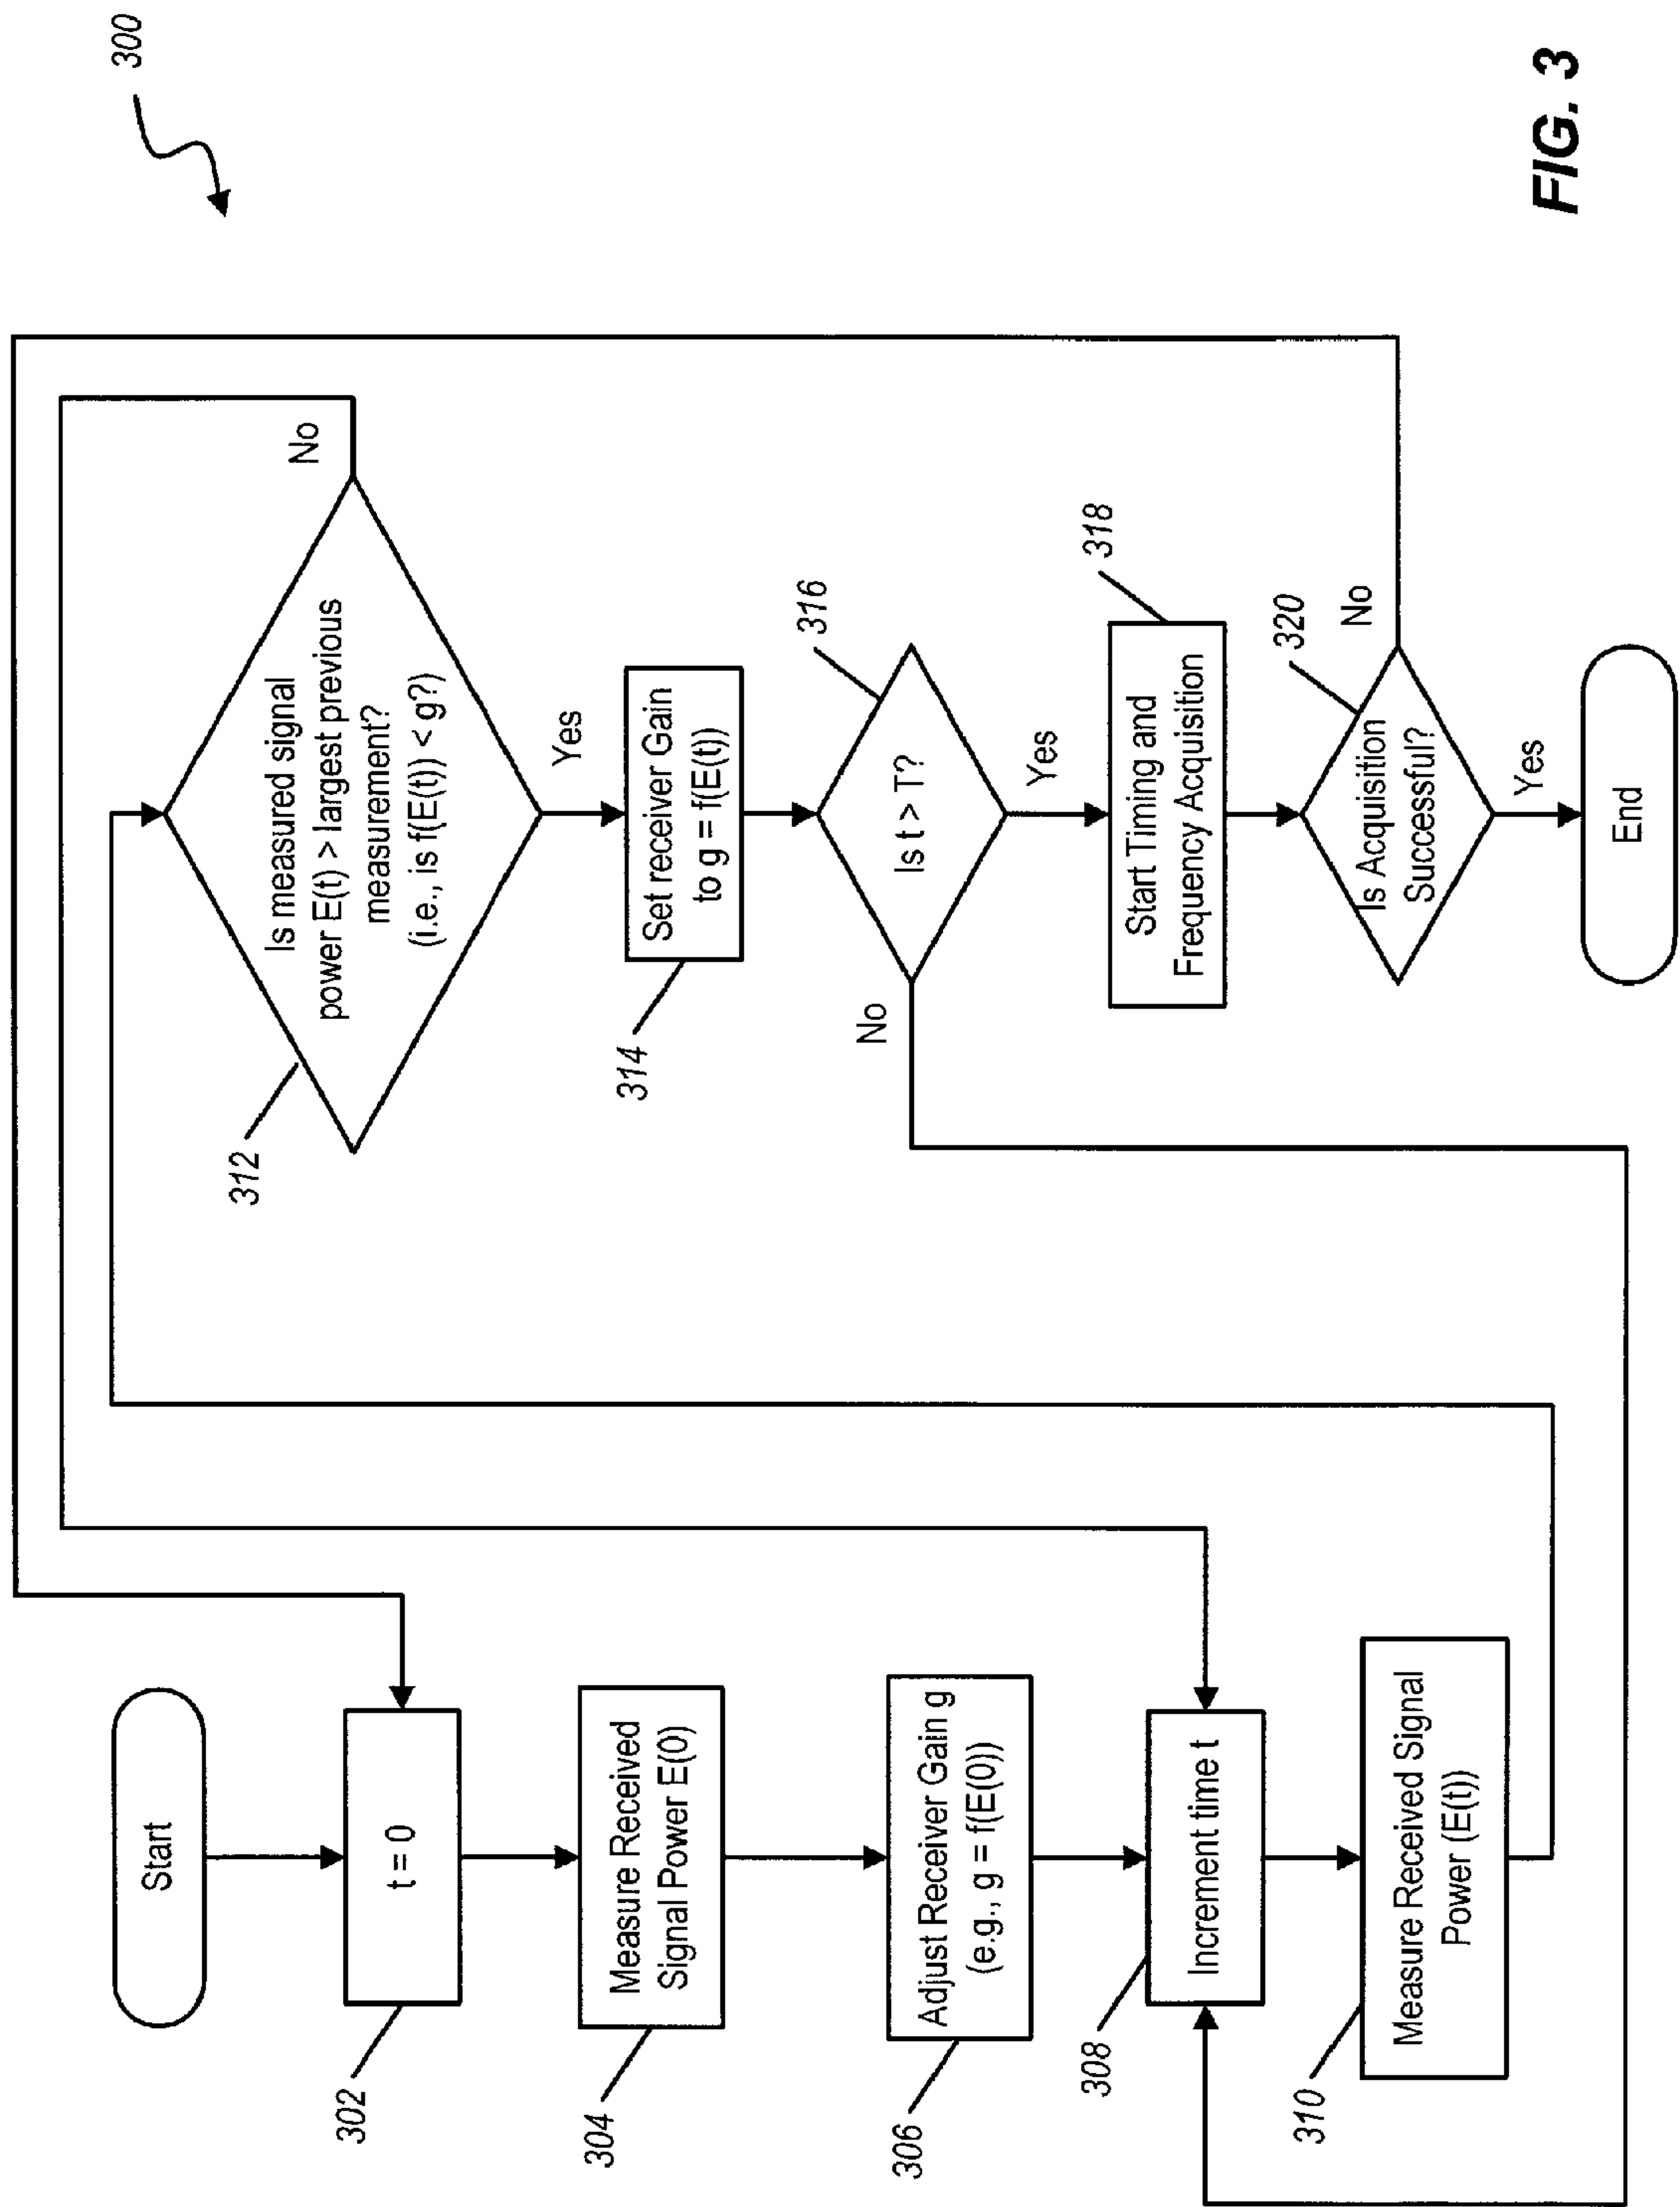 300
Start
t = 0
302
Measure Received
Signal Power E(0)
304
Adjust Receiver Gain g
(e.g., g = f(E(0))
306
Increment time t
308
Measure Received Signal
Power (E(t))
310
Is measured signal
power E(t) > largest previous
measurement?
(i.e., is f(E(t)) < g?)
312
No
Yes
Set receiver Gain
to g = f(E(t))
314
Is t > T?
316
No
Yes
Start Timing and
Frequency Acquisition
318
Is Acquisition
Successful?
320
No
Yes
End
FIG. 3